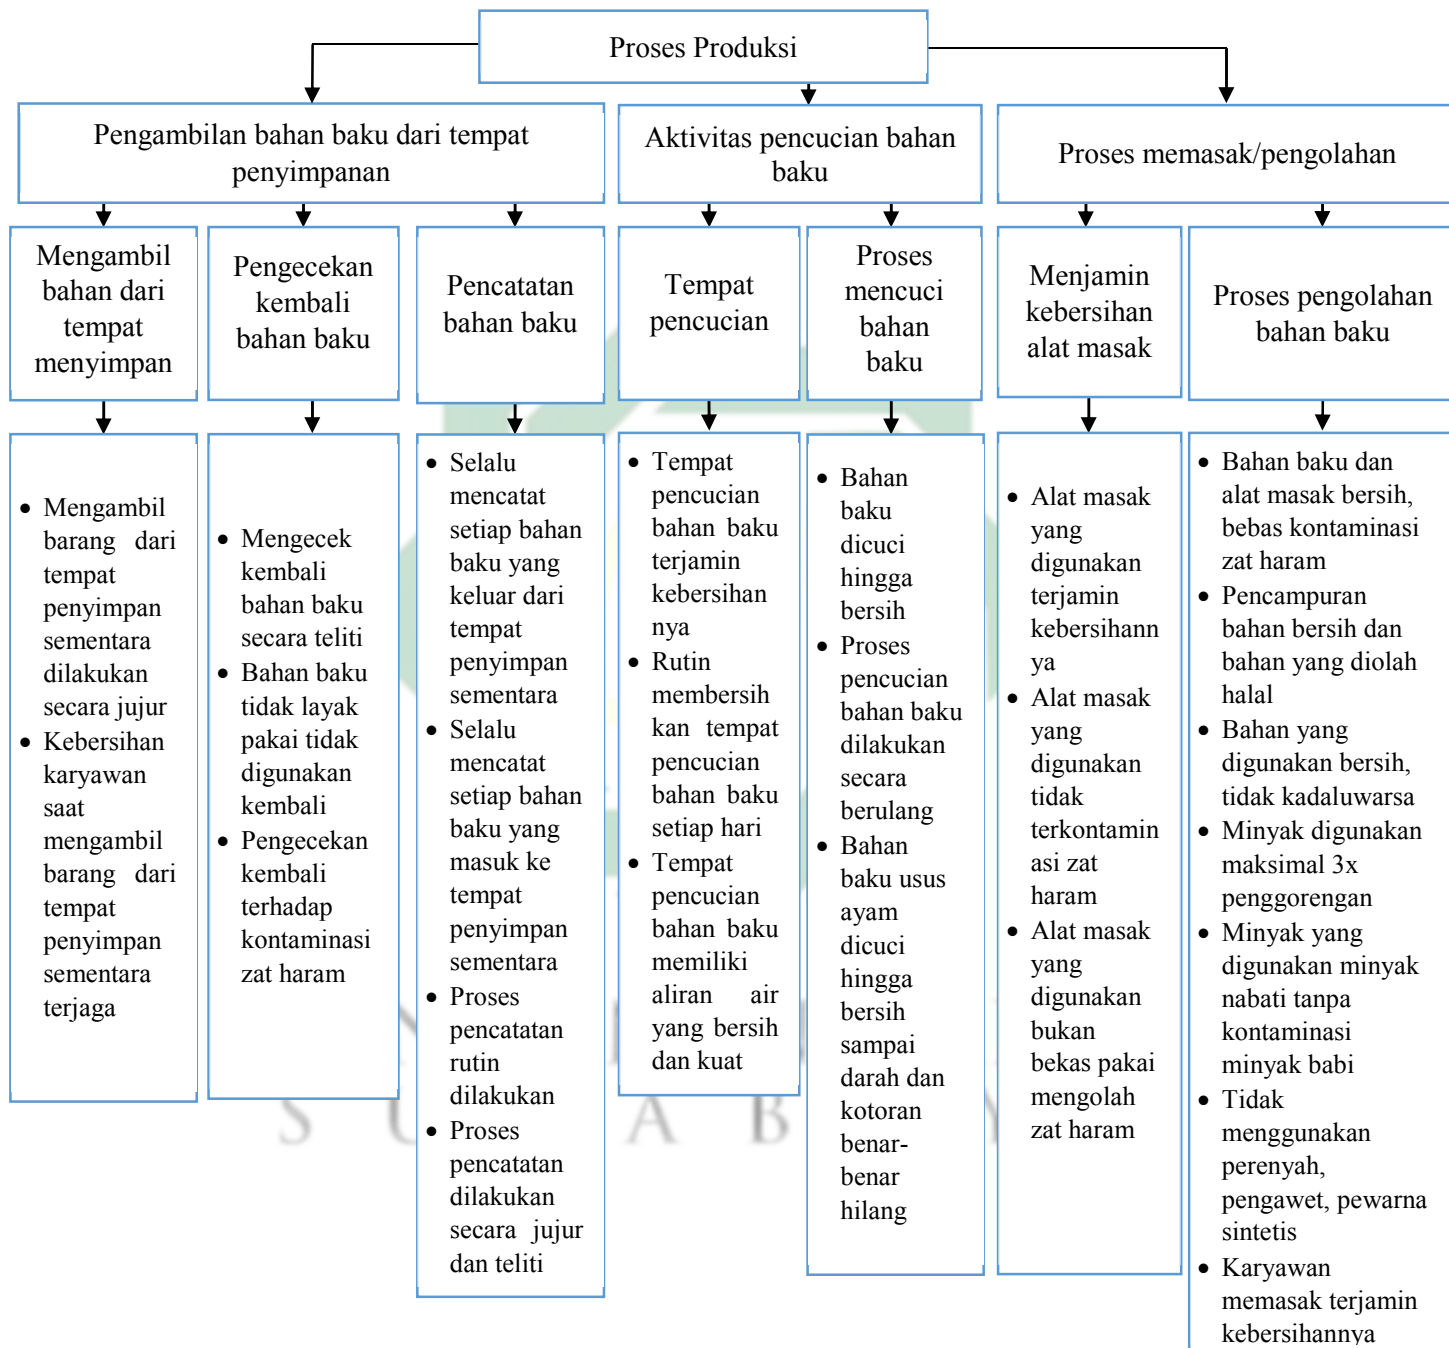 Proses Produksi
Pengambilan bahan baku dari tempat
penyimpanan
Aktivitas pencucian bahan
baku
Proses memasak/pengolahan
Mengambil
bahan dari
tempat
menyimpan
Pengecekan
kembali
bahan baku
Pencatatan
bahan baku
Tempat
pencucian
Proses
mencuci
bahan
baku
Menjamin
kebersihan
alat masak
Proses pengolahan
bahan baku
• Mengambil
barang dari
tempat
penyimpan
sementara
dilakukan
secara jujur
• Kebersihan
karyawan
saat
mengambil
barang dari
tempat
penyimpan
sementara
terjaga
• Mengecek
kembali
bahan baku
secara teliti
• Bahan baku
tidak layak
pakai tidak
digunakan
kembali
• Pengecekan
kembali
terhadap
kontaminasi
zat haram
• Selalu
mencatat
setiap bahan
baku yang
keluar dari
tempat
penyimpan
sementara
• Selalu
mencatat
setiap bahan
baku yang
masuk ke
tempat
penyimpan
sementara
• Proses
pencatatan
rutin
dilakukan
• Proses
pencatatan
dilakukan
secara jujur
dan teliti
• Tempat
pencucian
bahan baku
terjamin
kebersihan
nya
• Rutin
membersih
kan tempat
pencucian
bahan baku
setiap hari
• Tempat
pencucian
bahan baku
memiliki
aliran air
yang bersih
dan kuat
• Bahan
baku
dicuci
hingga
bersih
• Proses
pencucian
bahan baku
dilakukan
secara
berulang
• Bahan
baku usus
ayam
dicuci
hingga
bersih
sampai
darah dan
kotoran
benar-
benar
hilang
• Alat masak
yang
digunakan
terjamin
kebersihann
ya
• Alat masak
yang
digunakan
tidak
terkontamin
asi zat
haram
• Alat masak
yang
digunakan
bukan
bekas pakai
mengolah
zat haram
• Bahan baku dan
alat masak bersih,
bebas kontaminasi
zat haram
• Pencampuran
bahan bersih dan
bahan yang diolah
halal
• Bahan yang
digunakan bersih,
tidak kadaluwarsa
• Minyak digunakan
maksimal 3x
penggorengan
• Minyak yang
digunakan minyak
nabati tanpa
kontaminasi
minyak babi
• Tidak
menggunakan
perenyah,
pengawet, pewarna
sintetis
• Karyawan
memasak terjamin
kebersihannya